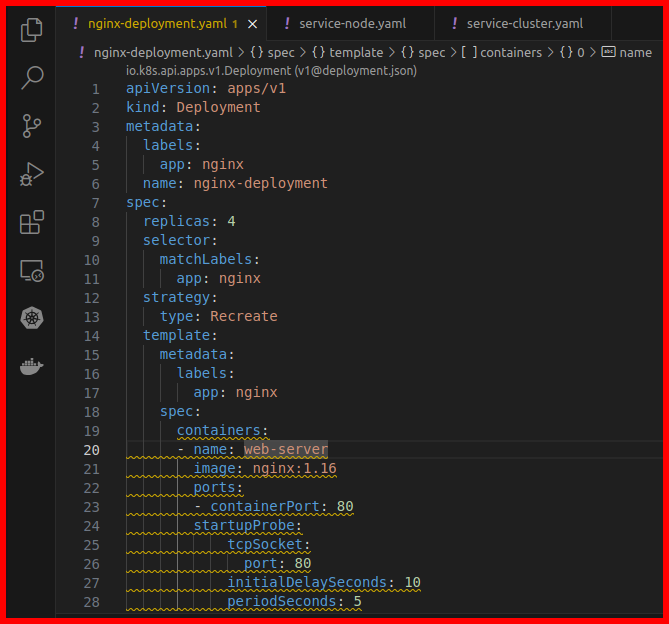 ! nginx-deployment.yaml 1 × ! service-node.yaml ! service-cluster.yaml
! nginx-deployment.yaml > {} spec > {} template > {} spec > [ ] containers > {} 0 > abc name
io.k8s.api.apps.v1.Deployment (v1@deployment.json)
1 apiVersion: apps/v1
2 kind: Deployment
3 metadata:
4   labels:
5     app: nginx
6   name: nginx-deployment
7 spec:
8   replicas: 4
9   selector:
10     matchLabels:
11       app: nginx
12   strategy:
13     type: Recreate
14   template:
15     metadata:
16       labels:
17         app: nginx
18     spec:
19       containers:
20       - name: web-server
21         image: nginx:1.16
22         ports:
23         - containerPort: 80
24         startupProbe:
25             tcpSocket:
26               port: 80
27             initialDelaySeconds: 10
28             periodSeconds: 5